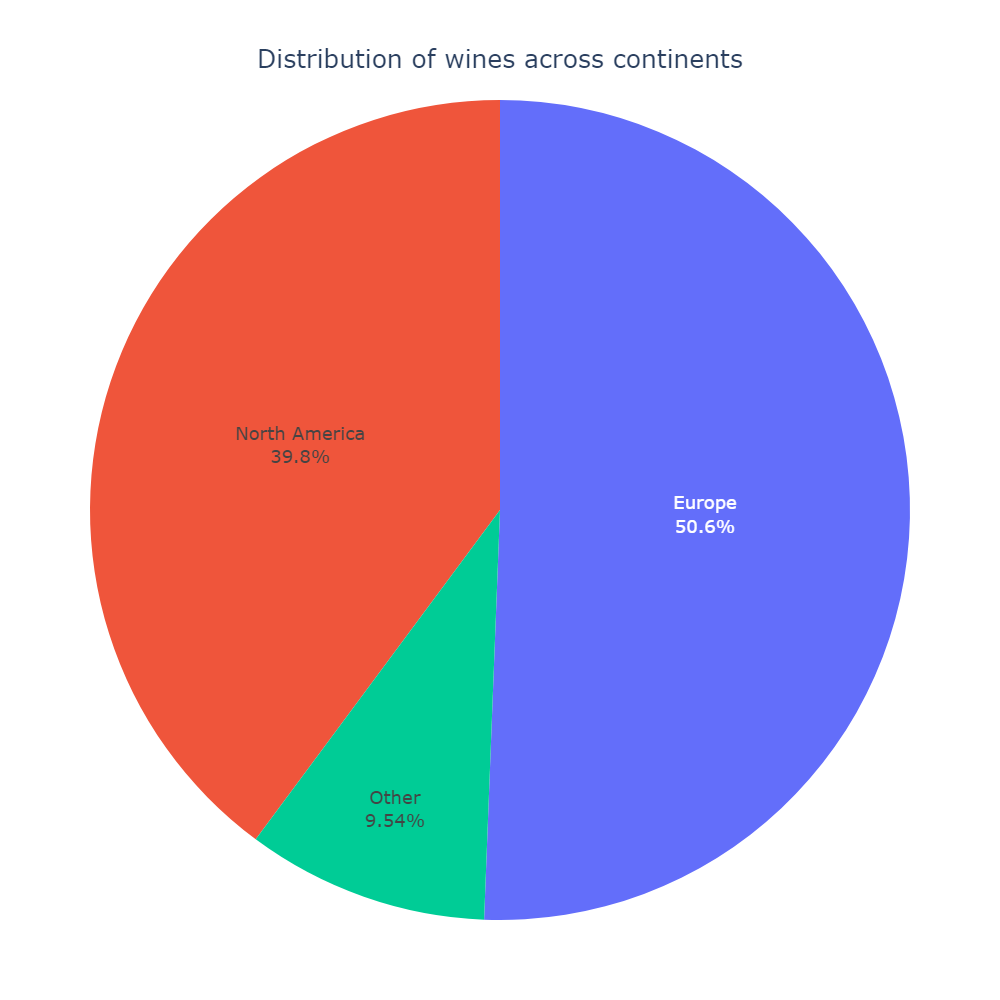 Distribution of wines across continents
North America
39.8%
Europe
50.6%
Other
9.54%